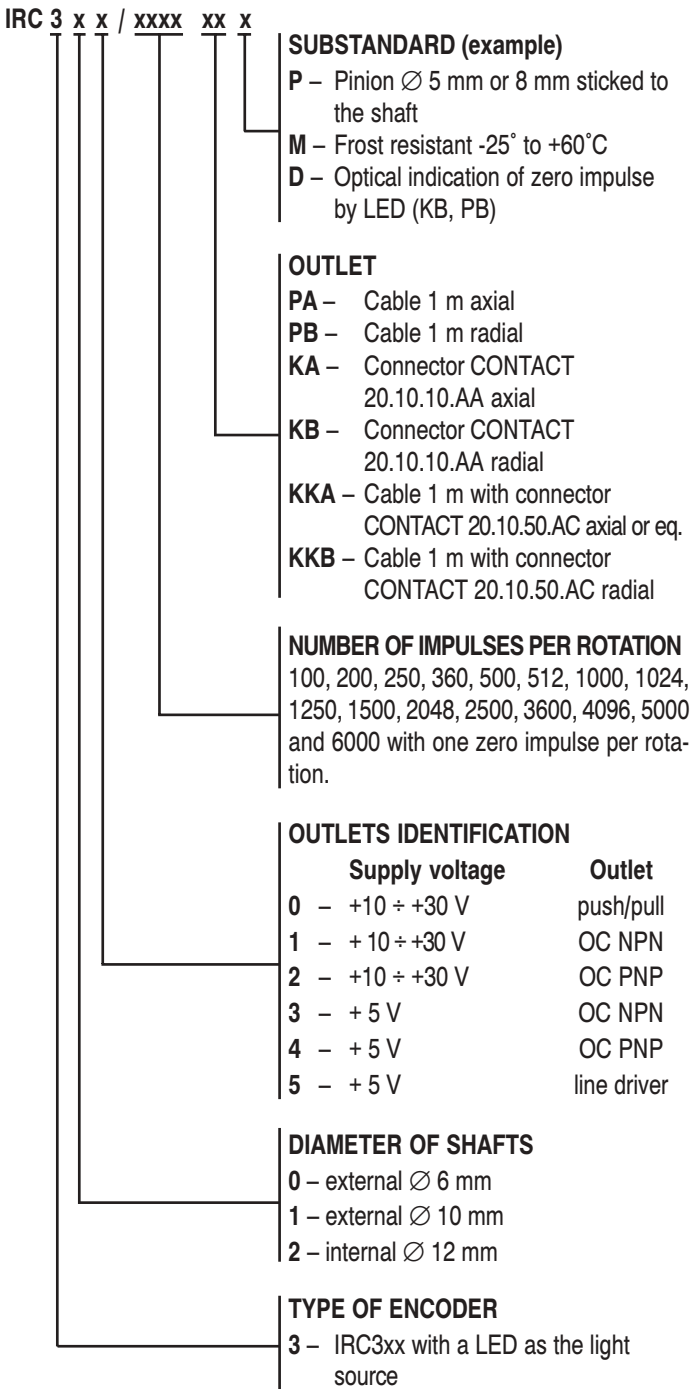 IRC 3 x x / xxxx xx x
SUBSTANDARD (example)
P – Pinion ∅ 5 mm or 8 mm sticked to
the shaft
M – Frost resistant -25˚ to +60˚C
D – Optical indication of zero impulse
by LED (KB, PB)
OUTLET
PA – Cable 1 m axial
PB – Cable 1 m radial
KA – Connector CONTACT
20.10.10.AA axial
KB – Connector CONTACT
20.10.10.AA radial
KKA – Cable 1 m with connector
CONTACT 20.10.50.AC axial or eq.
KKB – Cable 1 m with connector
CONTACT 20.10.50.AC radial
NUMBER OF IMPULSES PER ROTATION
100, 200, 250, 360, 500, 512, 1000, 1024,
1250, 1500, 2048, 2500, 3600, 4096, 5000
and 6000 with one zero impulse per rota-
tion.
OUTLETS IDENTIFICATION
Supply voltage Outlet
0 – +10 ÷ +30 V push/pull
1 – + 10 ÷ +30 V OC NPN
2 – +10 ÷ +30 V OC PNP
3 – + 5 V OC NPN
4 – + 5 V OC PNP
5 – + 5 V line driver
DIAMETER OF SHAFTS
0 – external ∅ 6 mm
1 – external ∅ 10 mm
2 – internal ∅ 12 mm
TYPE OF ENCODER
3 – IRC3xx with a LED as the light
source